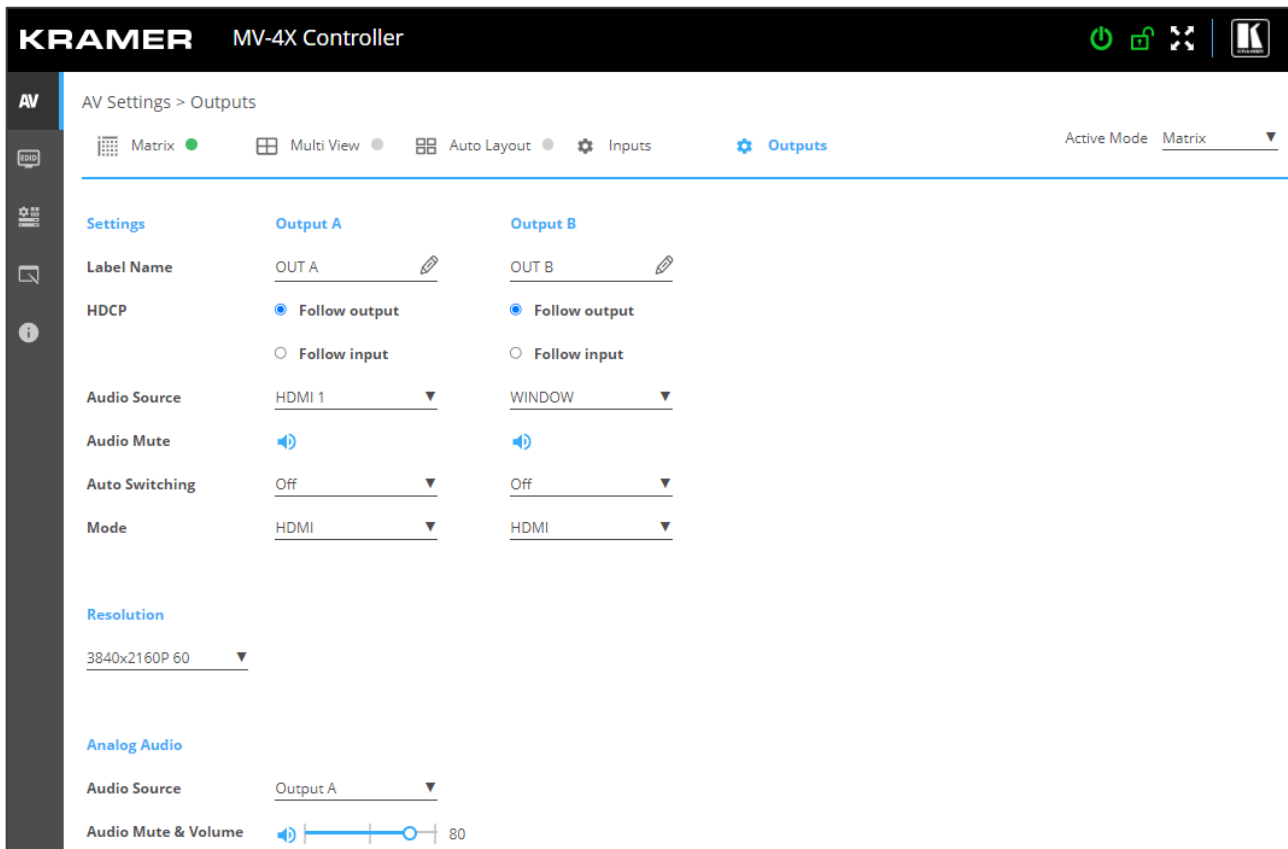 KRAMER MV-4X Controller
KRAMER
AV
AV Settings > Outputs
Matrix Multi View Auto Layout Inputs Outputs Active Mode Matrix
EDID
Settings Output A Output B
Label Name OUT A OUT B
HDCP Follow output Follow output
Follow input Follow input
Audio Source HDMI 1 WINDOW
Audio Mute
Auto Switching Off Off
Mode HDMI HDMI
Resolution
3840x2160P 60
Analog Audio
Audio Source Output A
Audio Mute & Volume 80